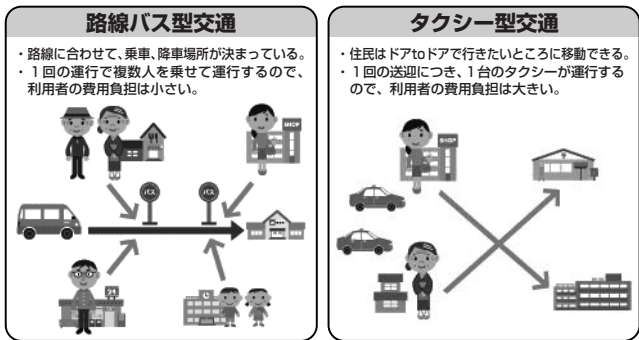 路線バス型交通
・路線に合わせて、乗車、降車場所が決まっている。
・１回の運行で複数人を乗せて運行するので、
利用者の費用負担は小さい。
SHOP
バス
バス
24
タクシー型交通
・住民はドアtoドアで行きたいところに移動できる。
・１回の送迎につき、１台のタクシーが運行する
ので、利用者の費用負担は大きい。
SHOP